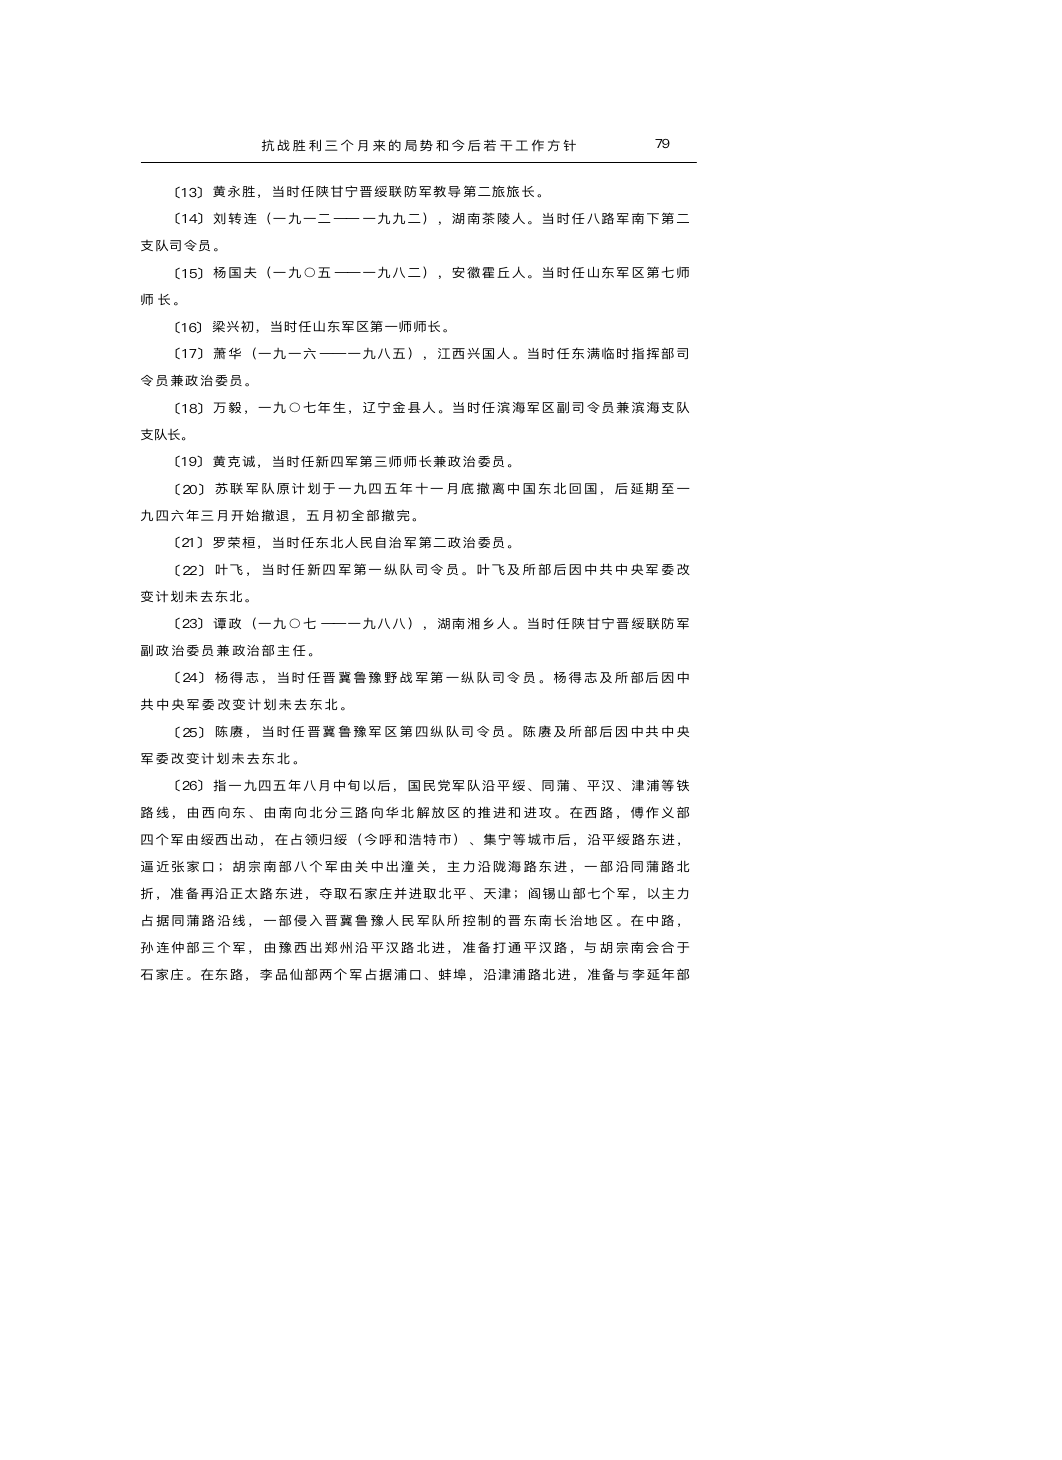 抗战胜利三个月来的局势和今后若干工作方针 79
〔13〕黄永胜，当时任陕甘宁晋绥联防军教导第二旅旅长。
〔14〕刘转连（一九一二——一九九二），湖南茶陵人。当时任八路军南下第二
支队司令员。
〔15〕杨国夫（一九○五——一九八二），安徽霍丘人。当时任山东军区第七师
师长。
〔16〕梁兴初，当时任山东军区第一师师长。
〔17〕萧华（一九一六——一九八五），江西兴国人。当时任东满临时指挥部司
令员兼政治委员。
〔18〕万毅，一九○七年生，辽宁金县人。当时任滨海军区副司令员兼滨海支队
支队长。
〔19〕黄克诚，当时任新四军第三师师长兼政治委员。
〔20〕苏联军队原计划于一九四五年十一月底撤离中国东北回国，后延期至一
九四六年三月开始撤退，五月初全部撤完。
〔21〕罗荣桓，当时任东北人民自治军第二政治委员。
〔22〕叶飞，当时任新四军第一纵队司令员。叶飞及所部后因中共中央军委改
变计划未去东北。
〔23〕谭政（一九○七——一九八八），湖南湘乡人。当时任陕甘宁晋绥联防军
副政治委员兼政治部主任。
〔24〕杨得志，当时任晋冀鲁豫野战军第一纵队司令员。杨得志及所部后因中
共中央军委改变计划未去东北。
〔25〕陈赓，当时任晋冀鲁豫军区第四纵队司令员。陈赓及所部后因中共中央
军委改变计划未去东北。
〔26〕指一九四五年八月中旬以后，国民党军队沿平绥、同蒲、平汉、津浦等铁
路线，由西向东、由南向北分三路向华北解放区的推进和进攻。在西路，傅作义部
四个军由绥西出动，在占领归绥（今呼和浩特市）、集宁等城市后，沿平绥路东进，
逼近张家口；胡宗南部八个军由关中出潼关，主力沿陇海路东进，一部沿同蒲路北
折，准备再沿正太路东进，夺取石家庄并进取北平、天津；阎锡山部七个军，以主力
占据同蒲路沿线，一部侵入晋冀鲁豫人民军队所控制的晋东南长治地区。在中路，
孙连仲部三个军，由豫西出郑州沿平汉路北进，准备打通平汉路，与胡宗南会合于
石家庄。在东路，李品仙部两个军占据浦口、蚌埠，沿津浦路北进，准备与李延年部